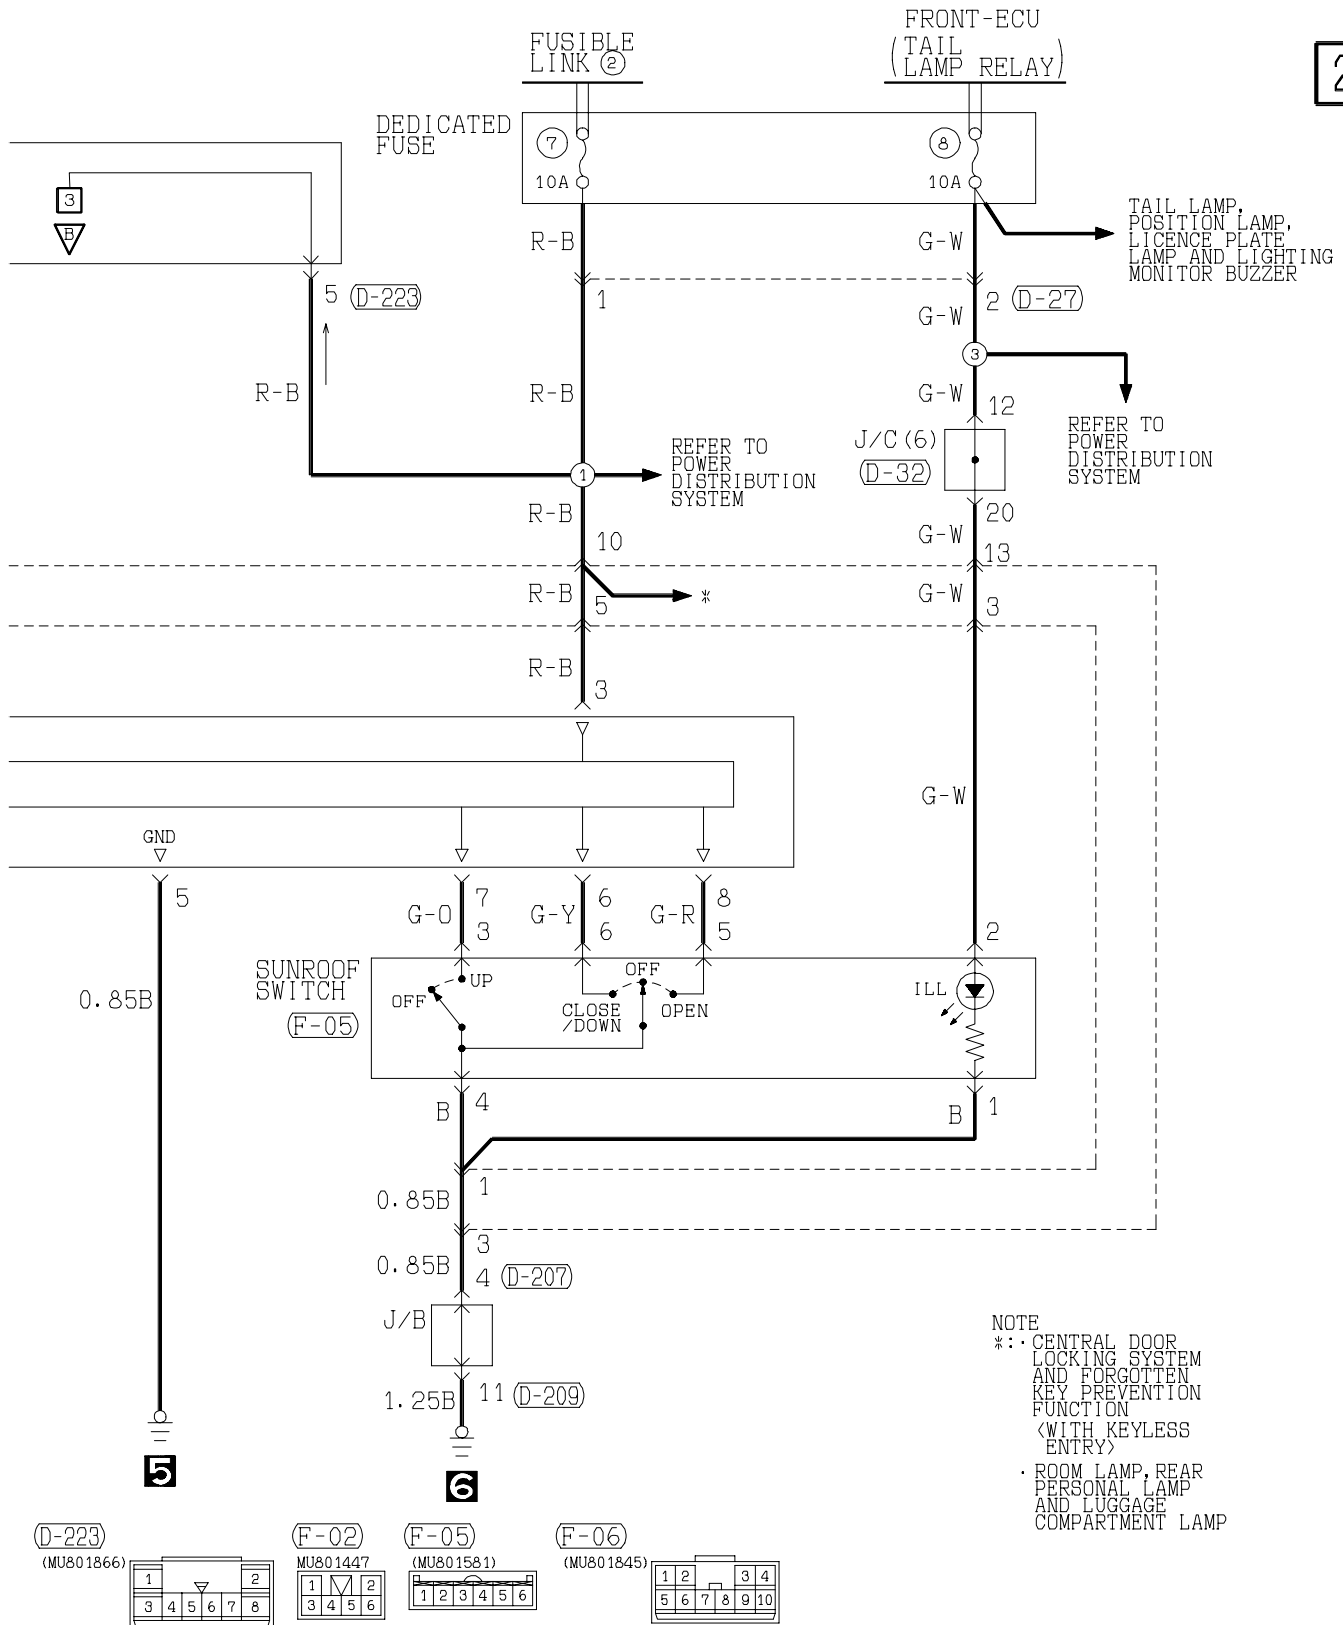 FRONT-ECU
(TAIL
LAMP RELAY)
FUSIBLE
LINK ②
DEDICATED
FUSE
7
8
10A
10A
3
B
TAIL LAMP,
POSITION LAMP,
LICENCE PLATE
LAMP AND LIGHTING
MONITOR BUZZER
R-B
G-W
5 (D-223)
1
2 (D-27)
G-W
3
R-B
R-B
G-W
12
REFER TO
POWER
DISTRIBUTION
SYSTEM
J/C(6)
(D-32)
1
REFER TO
POWER
DISTRIBUTION
SYSTEM
R-B
20
G-W
10
13
R-B
5
*
G-W
3
R-B
3
G-W
GND
5
7
6
8
G-O
G-Y
G-R
3
6
5
2
SUNROOF
SWITCH
(F-05)
OFF
UP
OFF
CLOSE
/DOWN
OPEN
ILL
0.85B
B
4
B
1
0.85B
1
3
0.85B
4 (D-207)
J/B
1.25B
11 (D-209)
5
6
NOTE
*:·CENTRAL DOOR
LOCKING SYSTEM
AND FORGOTTEN
KEY PREVENTION
FUNCTION
<WITH KEYLESS
ENTRY>
·ROOM LAMP,REAR
PERSONAL LAMP
AND LUGGAGE
COMPARTMENT LAMP
(D-223)
(MU801866)
1 2
3 4 5 6 7 8
(F-02)
MU801447
1 2
3 4 5 6
(F-05)
(MU801581)
1 2 3 4 5 6
(F-06)
(MU801845)
1 2 3 4
5 6 7 8 9 10